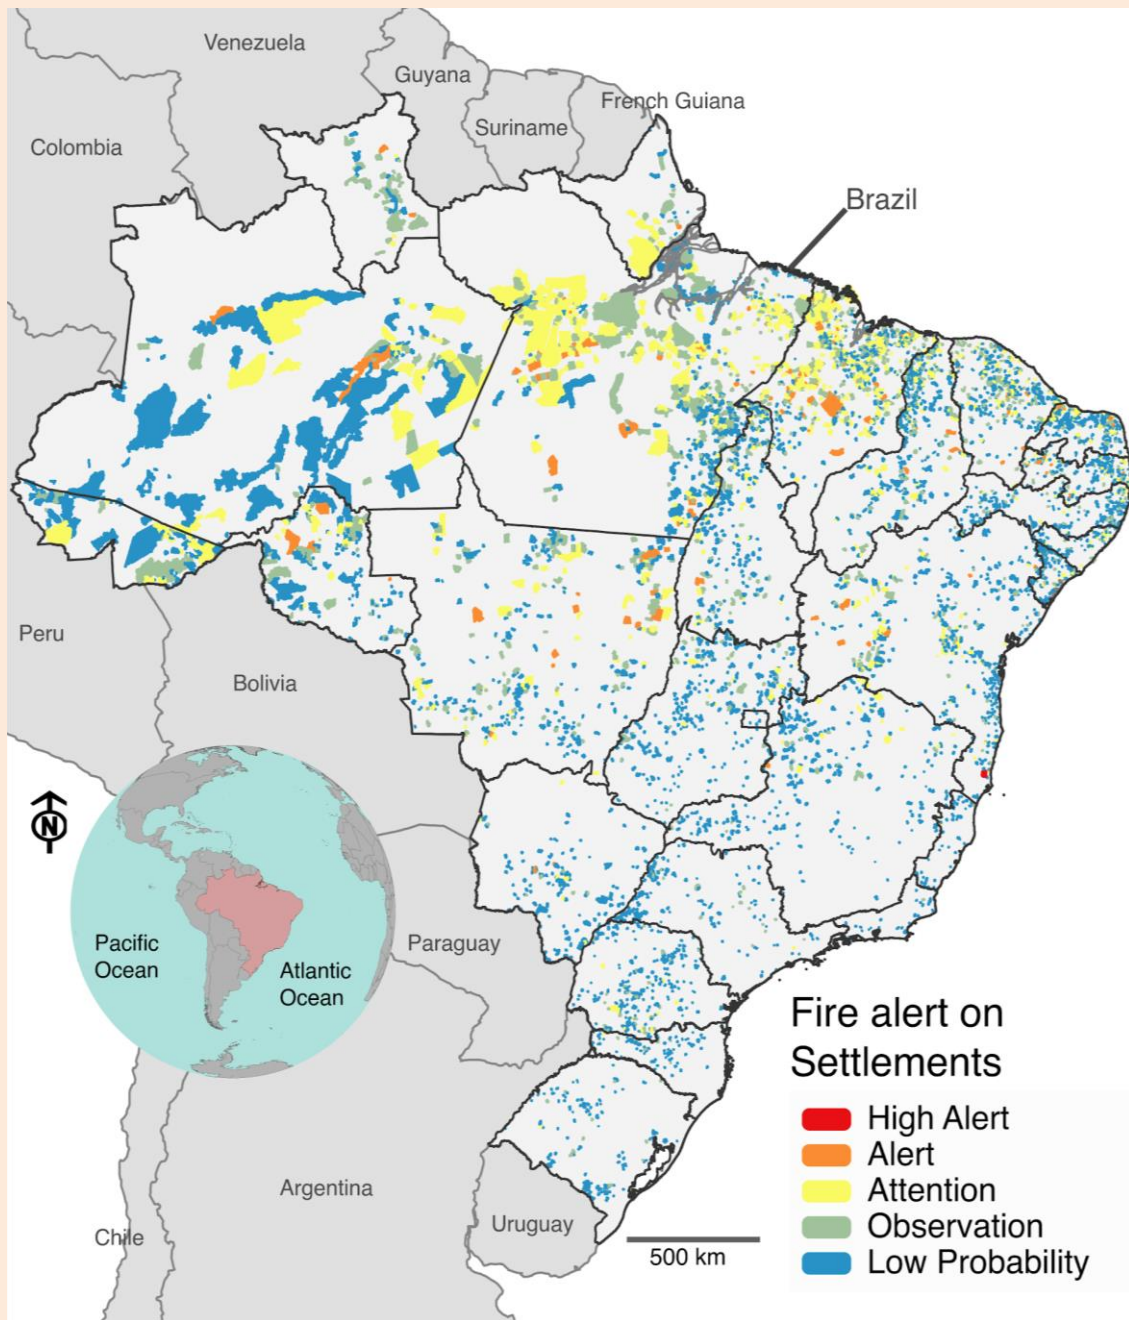 Venezuela
Guyana
French Guiana
Suriname
Colombia
Brazil
Peru
Bolivia
N
Pacific
Ocean
Atlantic
Ocean
Paraguay
Fire alert on
Settlements
High Alert
Alert
Attention
Observation
Low Probability
Argentina
Uruguay
Chile
500 km